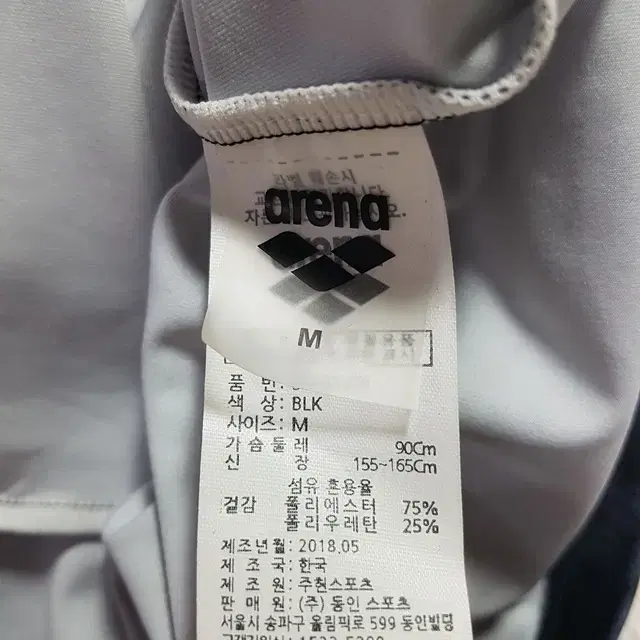 arena
M
품 번:
색 상: BLK
사이즈: M
가 슴 둘 레 90Cm
신 장 155~165Cm
섬유 혼용율
겉감 폴리에스터 75%
폴리우레탄 25%
제조년월: 2018.05
제 조 국: 한국
제 조 원: 주천스포츠
판 매 원: (주) 동인 스포츠
서울시 송파구 올림픽로 599 동인빌딩